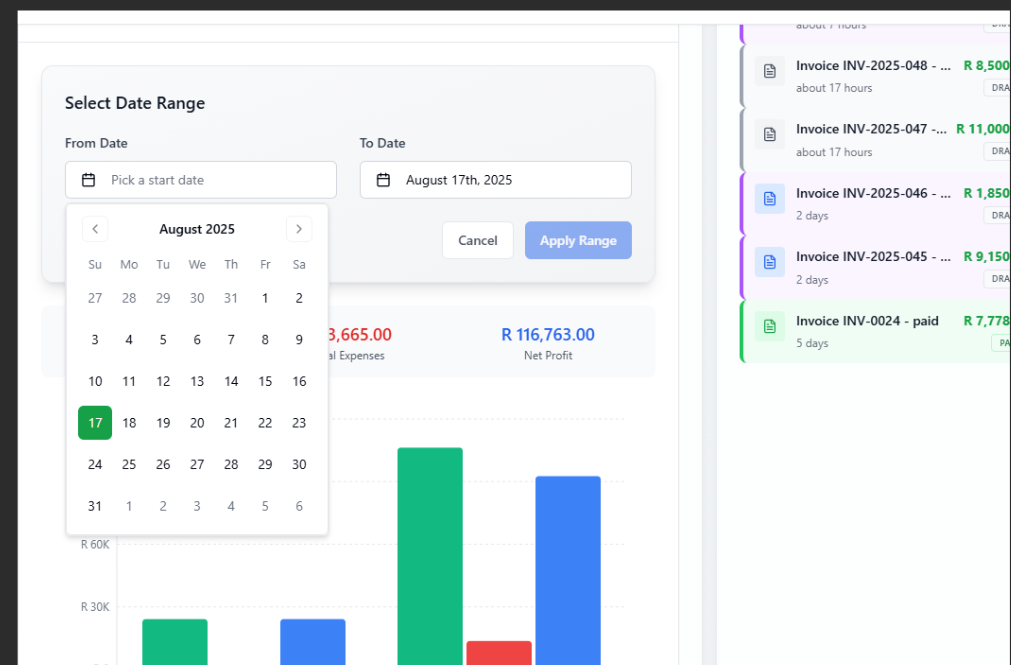 Select Date Range
From Date
To Date
Pick a start date
August 17th, 2025
Cancel
Apply Range
August 2025
Su Mo Tu We Th Fr Sa
27 28 29 30 31 1 2
3 4 5 6 7 8 9
10 11 12 13 14 15 16
17 18 19 20 21 22 23
24 25 26 27 28 29 30
31 1 2 3 4 5 6
3,665.00
Expenses
R 116,763.00
Net Profit
R 60K
R 30K
about 7 hours
Invoice INV-2025-048 - ... R 8,500
about 17 hours DRA
Invoice INV-2025-047 -... R 11,000
about 17 hours DRA
Invoice INV-2025-046 - ... R 1,850
2 days DRA
Invoice INV-2025-045 - ... R 9,150
2 days DRA
Invoice INV-0024 - paid R 7,778
5 days PA